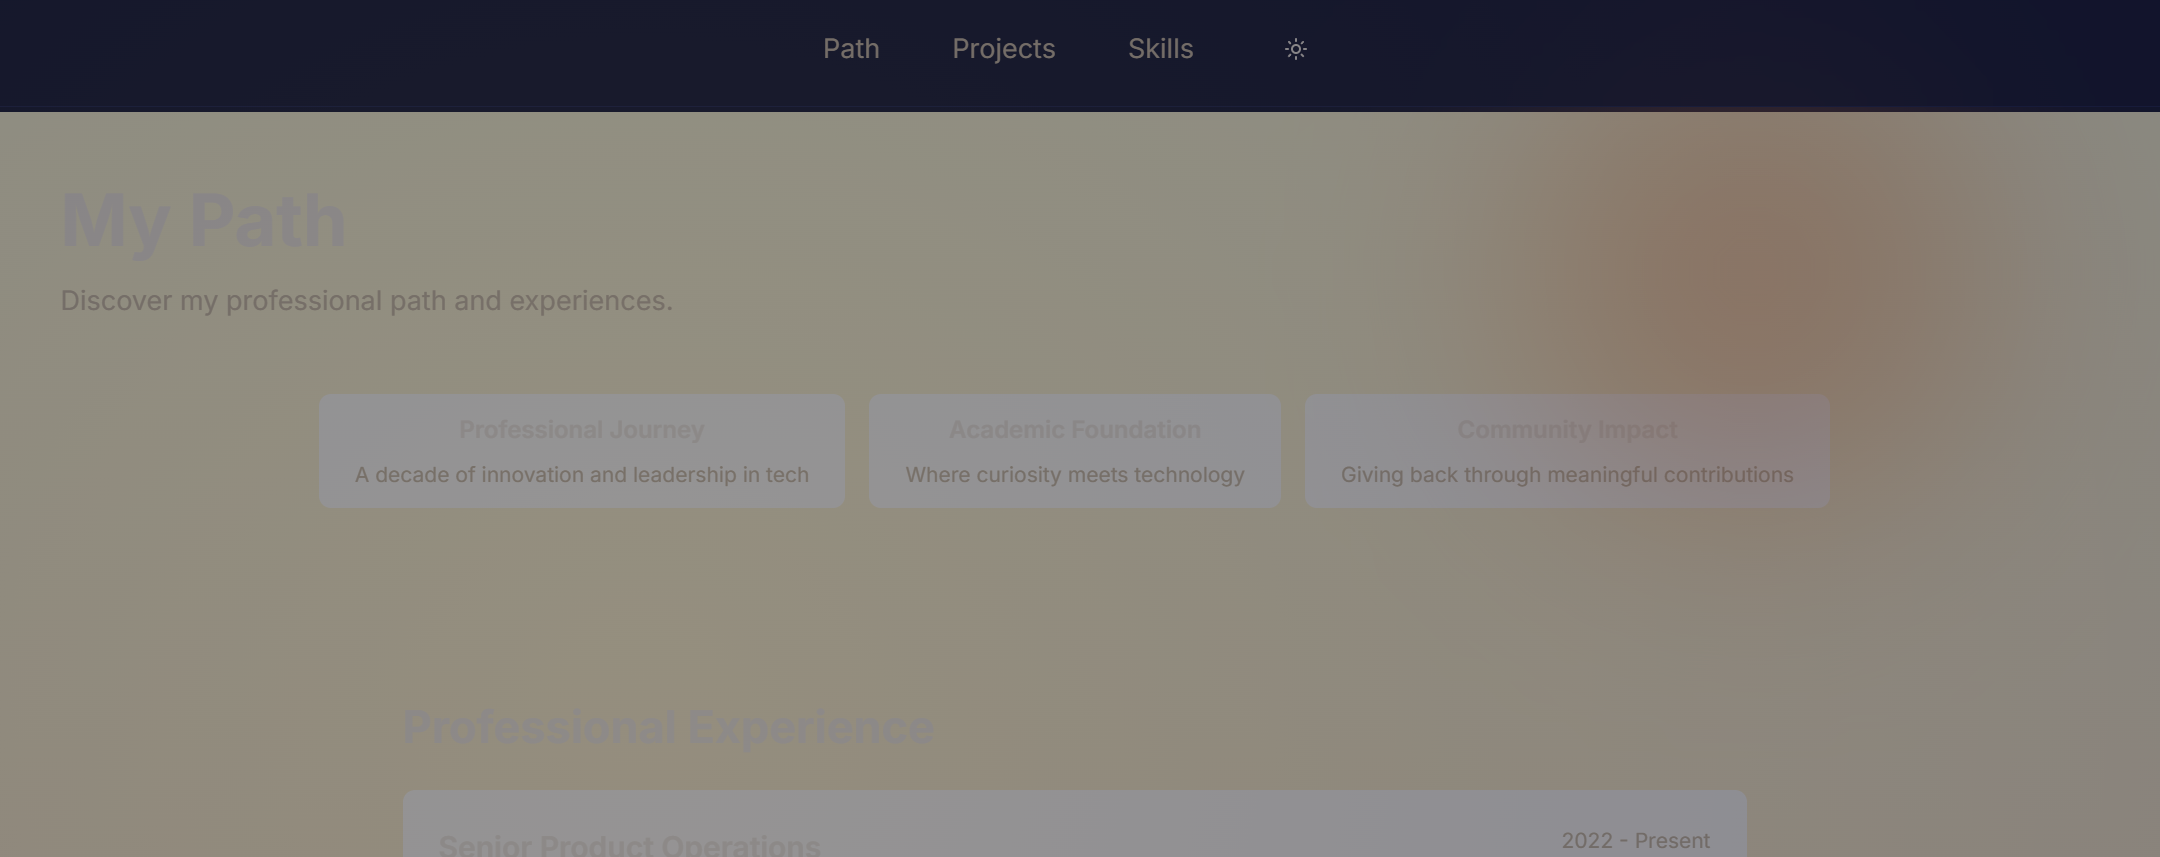 Path Projects Skills
My Path
Discover my professional path and experiences.
Professional Journey
A decade of innovation and leadership in tech
Academic Foundation
Where curiosity meets technology
Community Impact
Giving back through meaningful contributions
Professional Experience
Senior Product Operations
2022 - Present